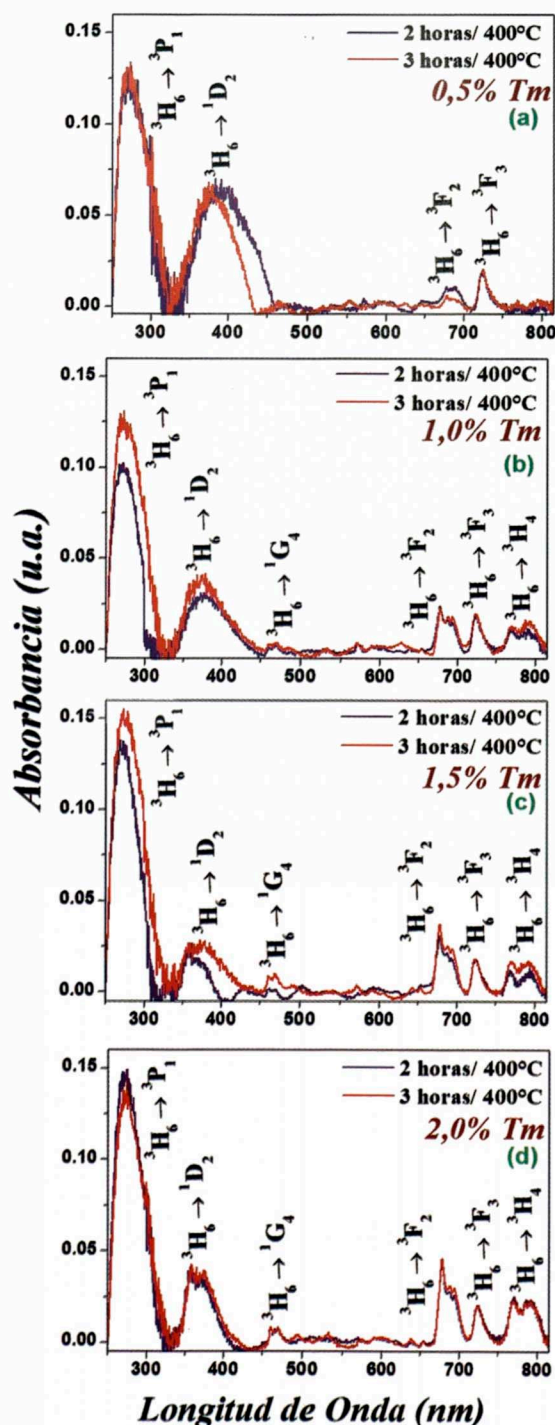 2 horas/ 400°C
3 horas/ 400°C
0,5% Tm
(a)
³H₆→³P₁
³H₆→¹D₂
³H₆→³F₂
³H₆→³F₃
0.15
0.10
0.05
0.00
300 400 500 600 700 800
2 horas/ 400°C
3 horas/ 400°C
1,0% Tm
(b)
³H₆→³P₁
³H₆→¹D₂
³H₆→¹G₄
³H₆→³F₂
³H₆→³F₃
³H₆→³H₄
0.15
0.10
0.05
0.00
250 300 400 500 600 700 800
Absorbancia (u.a.)
2 horas/ 400°C
3 horas/ 400°C
1,5% Tm
(c)
³H₆→³P₁
³H₆→¹D₂
³H₆→¹G₄
³H₆→³F₂
³H₆→³F₃
³H₆→³H₄
0.15
0.10
0.05
0.00
250 300 400 500 600 700 800
2 horas/ 400°C
3 horas/ 400°C
2,0% Tm
(d)
³H₆→³P₁
³H₆→¹D₂
³H₆→¹G₄
³H₆→³F₂
³H₆→³F₃
³H₆→³H₄
0.15
0.10
0.05
0.00
250 300 400 500 600 700 800
Longitud de Onda (nm)